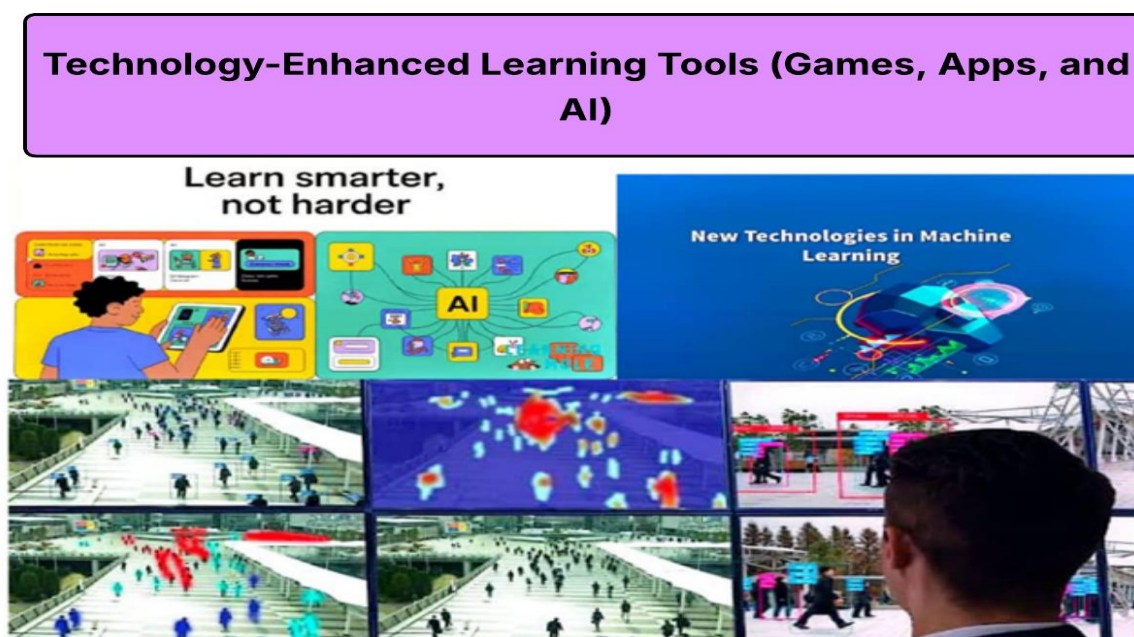 Technology-Enhanced Learning Tools (Games, Apps, and
AI)
Learn smarter,
not harder
New Technologies in Machine
Learning
AI